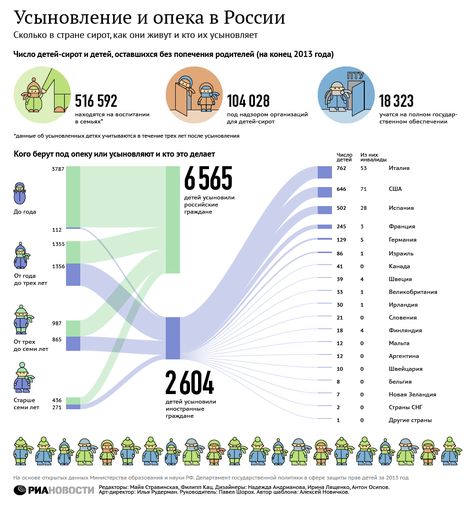 Усыновление и опека в России
Сколько в стране сирот, как они живут и кто их усыновляет
Число детей-сирот и детей, оставшихся без попечения родителей (на конец 2013 года)
516 592
находятся на воспитании
в семьях*
104 028
под надзором организаций
для детей-сирот
ПТУ
18 323
учатся на полном государ-
ственном обеспечении
*данные об усыновленных детях учитываются в течение трех лет после усыновления
Кого берут под опеку или усыновляют и кто это делает
Число детей
Из них инвалиды
До года
3787
112
От года
до трех лет
1355
1356
От трех
до семи лет
987
865
Старше
семи лет
436
271
6 565
детей усыновили
российские
граждане
2 604
детей усыновили
иностранные
граждане
762 53 Италия
646 71 США
502 28 Испания
245 3 Франция
129 5 Германия
86 1 Израиль
41 0 Канада
39 4 Швеция
33 1 Великобритания
30 1 Ирландия
21 0 Словения
18 4 Финляндия
12 0 Мальта
12 0 Аргентина
10 0 Швейцария
8 0 Бельгия
7 0 Новая Зеландия
2 0 Страны СНГ
1 0 Другие страны
На основе открытых данных Министерства образования и науки РФ. Департамент государственной политики в сфере защиты прав детей за 2013 год
РИАНОВОСТИ
Редакторы: Майя Стравинская, Филипп Кац. Дизайнеры: Надежда Андрианова, Ирина Лященко, Антон Осипов.
Арт-директор: Илья Рудерман. Руководитель: Павел Шорох. Автор шаблона: Алексей Новичков.